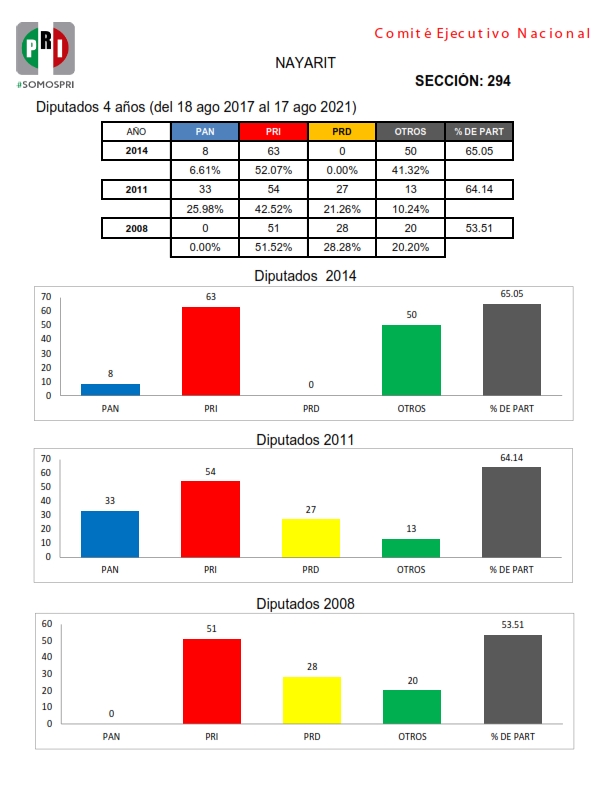 Comité Ejecutivo Nacional
PRI
#SOMOSPRI
NAYARIT
SECCIÓN: 294
Diputados 4 años (del 18 ago 2017 al 17 ago 2021)
AÑO PAN PRI PRD OTROS % DE PART
2014 8 63 0 50 65.05
6.61% 52.07% 0.00% 41.32%
2011 33 54 27 13 64.14
25.98% 42.52% 21.26% 10.24%
2008 0 51 28 20 53.51
0.00% 51.52% 28.28% 20.20%
Diputados 2014
70
60
50
40
30
20
10
0
8 63 0 50 65.05
PAN PRI PRD OTROS % DE PART
Diputados 2011
70
60
50
40
30
20
10
0
33 54 27 13 64.14
PAN PRI PRD OTROS % DE PART
Diputados 2008
60
50
40
30
20
10
0
0 51 28 20 53.51
PAN PRI PRD OTROS % DE PART